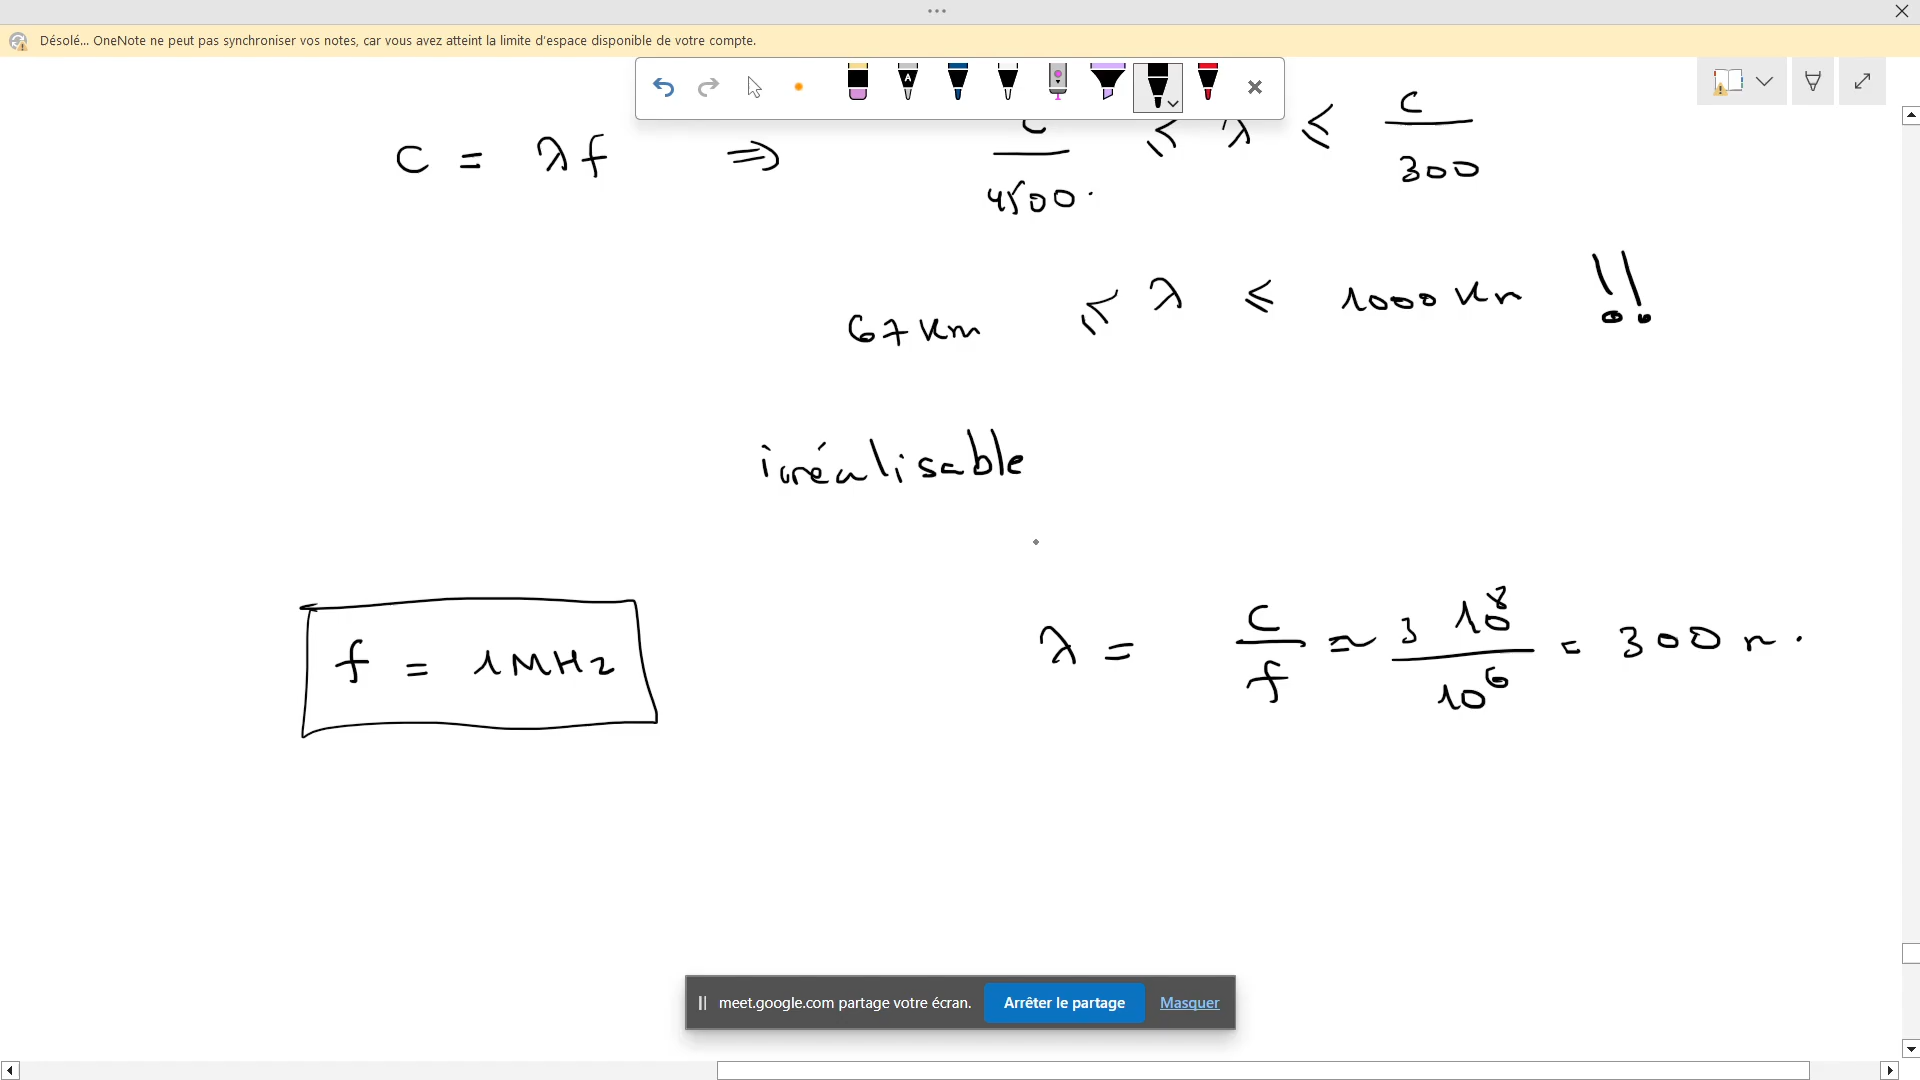 Désolé... OneNote ne peut pas synchroniser vos notes, car vous avez atteint la limite d'espace disponible de votre compte.
C = λf ⇒ C/4500 ≤ λ ≤ C/300
67 km ≤ λ ≤ 1000 km !!
irréalisable
f = 1MHz
λ = C/f ≃ 3 10⁸/10⁶ = 300 m.
meet.google.com partage votre écran. Arrêter le partage Masquer